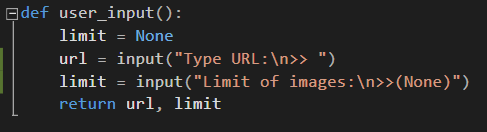 def user_input():
    limit = None
    url = input("Type URL:\n>> ")
    limit = input("Limit of images:\n>>(None)")
    return url, limit